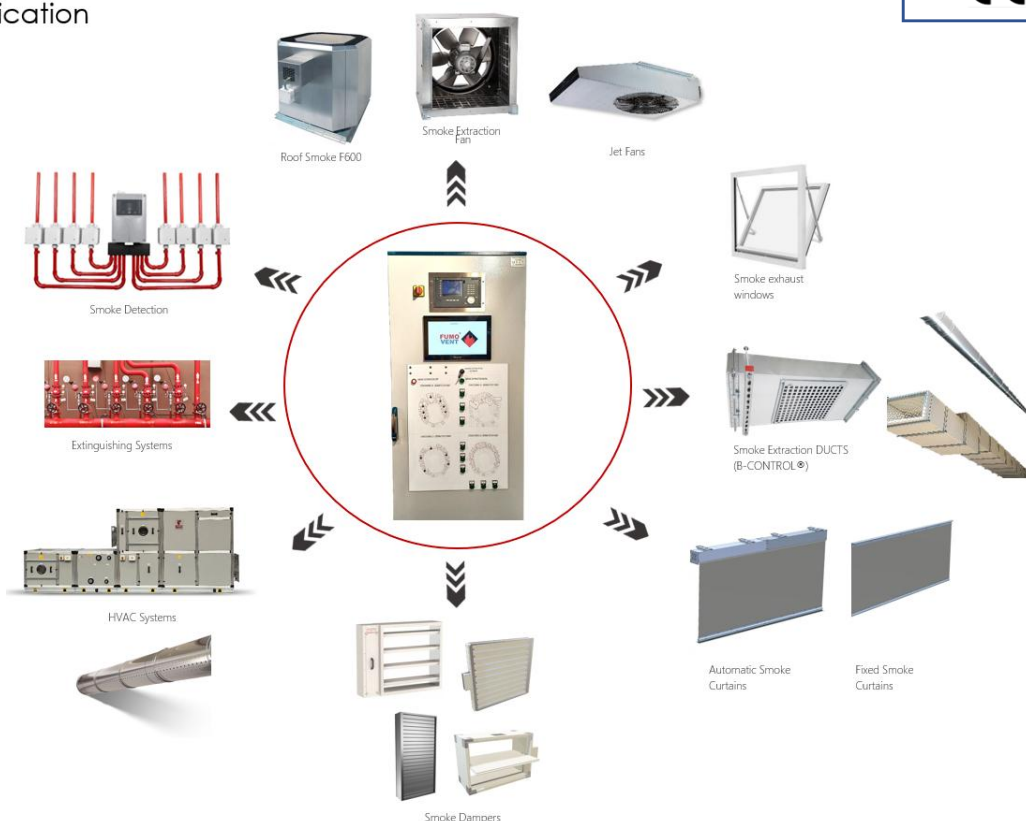 ication
Roof Smoke F600
Smoke Extraction
Fan
Jet Fans
Smoke Detection
Smoke exhaust
windows
FUMO
VENT
Extinguishing Systems
Smoke Extraction DUCTS
(B-CONTROL®)
HVAC Systems
Automatic Smoke
Curtains
Fixed Smoke
Curtains
Smoke Dampers